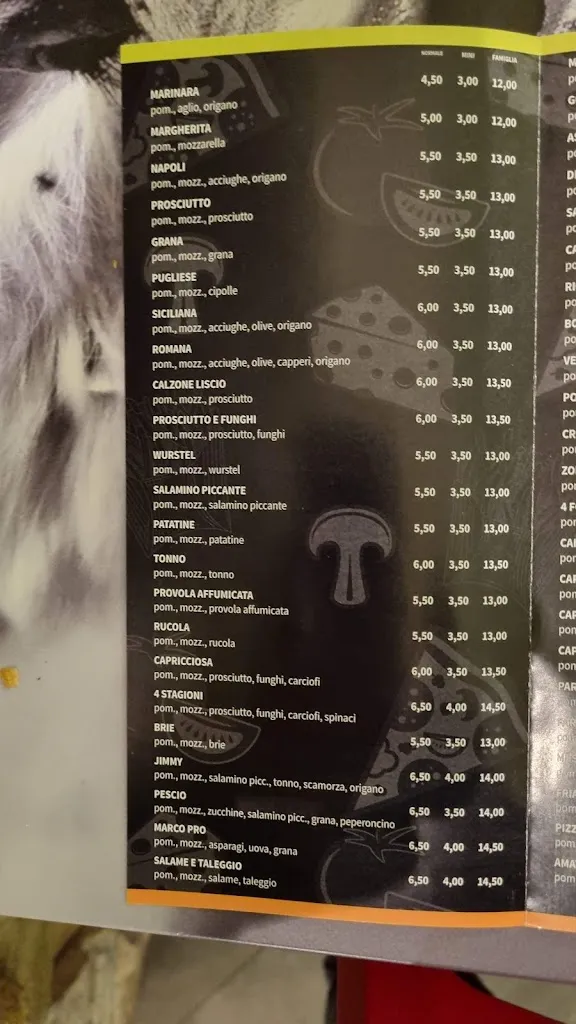 NORMALE MINI FAMIGLIA
MARINARA 4,50 3,00 12,00
pom., aglio, origano
MARGHERITA 5,00 3,00 12,00
pom., mozzarella
NAPOLI 5,50 3,50 13,00
pom., mozz., acciughe, origano
PROSCIUTTO 5,50 3,50 13,00
pom., mozz., prosciutto
GRANA 5,50 3,50 13,00
pom., mozz., grana
PUGLIESE 5,50 3,50 13,00
pom., mozz., cipolle
SICILIANA 6,00 3,50 13,00
pom., mozz., acciughe, olive, origano
ROMANA 6,00 3,50 13,00
pom., mozz., acciughe, olive, capperi, origano
CALZONE LISCIO 6,00 3,50 13,50
pom., mozz., prosciutto
PROSCIUTTO E FUNGHI 6,00 3,50 13,50
pom., mozz., prosciutto, funghi
WURSTEL 5,50 3,50 13,00
pom., mozz., wurstel
SALAMINO PICCANTE 5,50 3,50 13,00
pom., mozz., salamino piccante
PATATINE 5,50 3,50 13,00
pom., mozz., patatine
TONNO 6,00 3,50 13,50
pom., mozz., tonno
PROVOLA AFFUMICATA 5,50 3,50 13,00
pom., mozz., provola affumicata
RUCOLA 5,50 3,50 13,00
pom., mozz., rucola
CAPRICCIOSA 6,00 3,50 13,50
pom., mozz., prosciutto, funghi, carciofi
4 STAGIONI 6,50 4,00 14,50
pom., mozz., prosciutto, funghi, carciofi, spinaci
BRIE 5,50 3,50 13,00
pom., mozz., brie
JIMMY 6,50 4,00 14,00
pom., mozz., salamino picc., tonno, scamorza, origano
PESCIO 6,50 3,50 14,00
pom., mozz., zucchine, salamino picc., grana, peperoncino
MARCO PRO 6,50 4,00 14,50
pom., mozz., asparagi, uova, grana
SALAME E TALEGGIO 6,50 4,00 14,50
pom., mozz., salame, taleggio